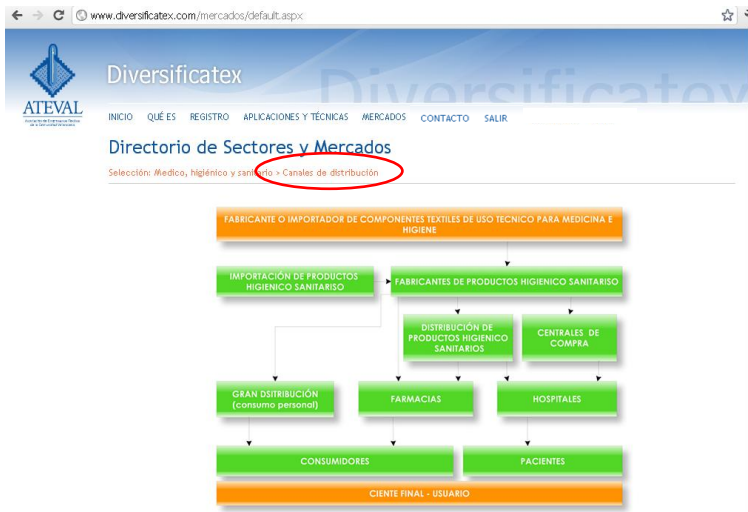 www.diversificatex.com/mercados/default.aspx
Diversificatex
Diversificatex
ATEVAL
INICIO QUÉ ES REGISTRO APLICACIONES Y TÉCNICAS MERCADOS CONTACTO SALIR
Directorio de Sectores y Mercados
Selección: Medico, higiénico y sanitario > Canales de distribución
FABRICANTE O IMPORTADOR DE COMPONENTES TEXTILES DE USO TECNICO PARA MEDICINA E
HIGIENE
IMPORTACIÓN DE PRODUCTOS
HIGIENICO SANITARISO
FABRICANTES DE PRODUCTOS HIGIENICO SANITARISO
DISTRIBUCIÓN DE
PRODUCTOS HIGIENICO
SANITARIOS
CENTRALES DE
COMPRA
GRAN DSITRIBUCIÓN
(consumo personal)
FARMACIAS
HOSPITALES
CONSUMIDORES
PACIENTES
CIENTE FINAL - USUARIO